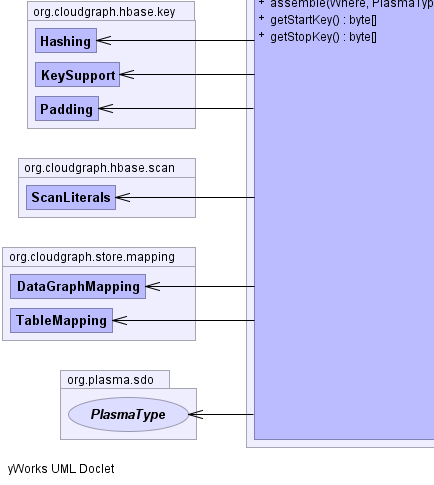 org.cloudgraph.hbase.key
Hashing
KeySupport
Padding
+ assemble(Where, PlasmaTyp
+ getStartKey() : byte[]
+ getStopKey() : byte[]
org.cloudgraph.hbase.scan
ScanLiterals
org.cloudgraph.store.mapping
DataGraphMapping
TableMapping
org.plasma.sdo
PlasmaType
yWorks UML Doclet